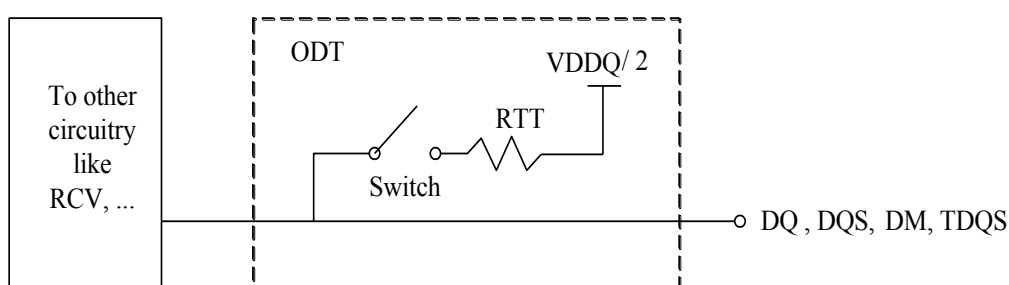 To other
circuitry
like
RCV, ...
ODT
VDDQ/ 2
RTT
Switch
DQ , DQS, DM, TDQS